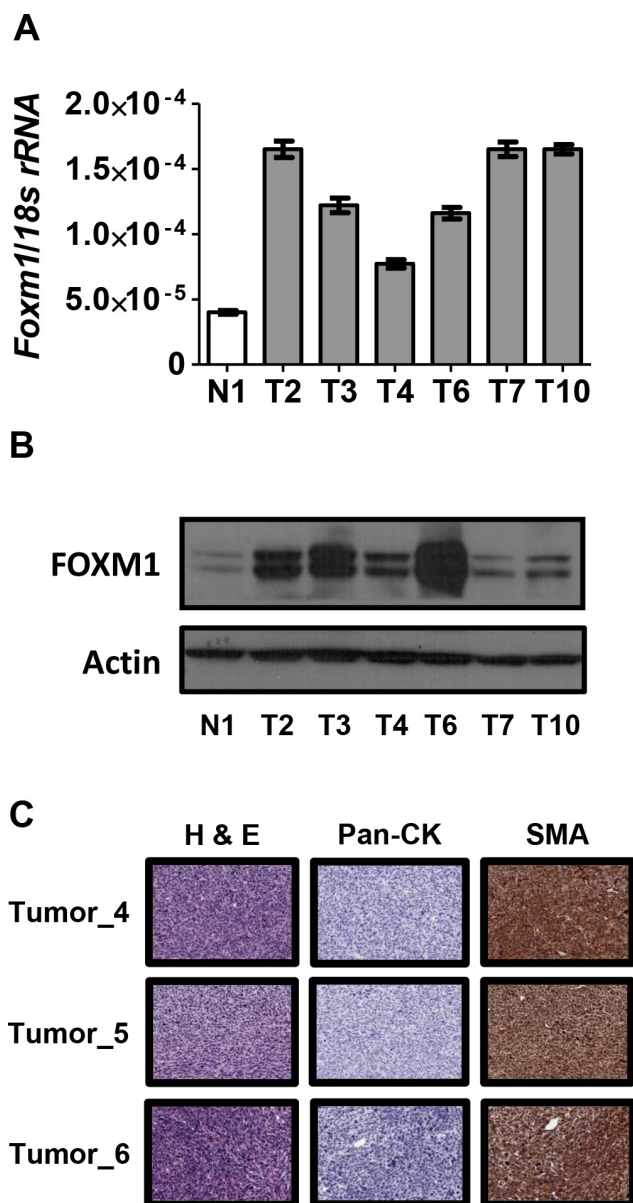 A
Foxm1/18s rRNA
2.0×10⁻⁴
1.5×10⁻⁴
1.0×10⁻⁴
5.0×10⁻⁵
0
N1 T2 T3 T4 T6 T7 T10
B
FOXM1
Actin
N1 T2 T3 T4 T6 T7 T10
C
H & E Pan-CK SMA
Tumor_4
Tumor_5
Tumor_6